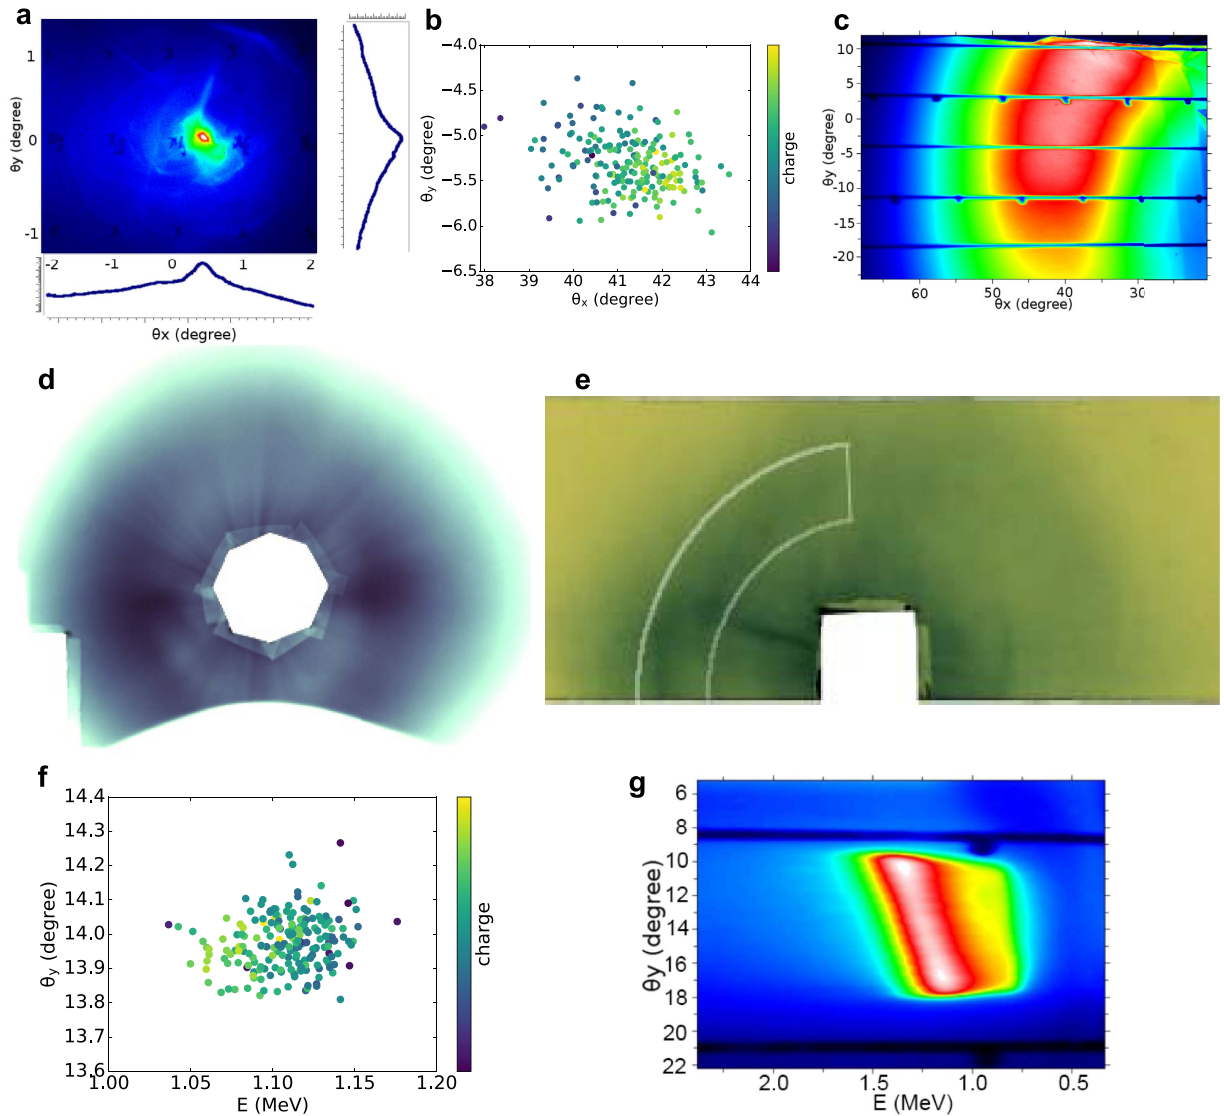 a
1
0
-1
θy (degree)
-2 -1 0 1 2
θx (degree)
b
−4.0
−4.5
−5.0
−5.5
−6.0
−6.5
θy (degree)
38 39 40 41 42 43 44
θx (degree)
charge
c
10
5
0
-5
-10
-15
-20
θy (degree)
60 50 40 30
θx (degree)
d
e
f
14.4
14.3
14.2
14.1
14.0
13.9
13.8
13.7
13.6
θy (degree)
1.00 1.05 1.10 1.15 1.20
E (MeV)
charge
g
6
8
10
12
14
16
18
20
22
θy (degree)
2.0 1.5 1.0 0.5
E (MeV)